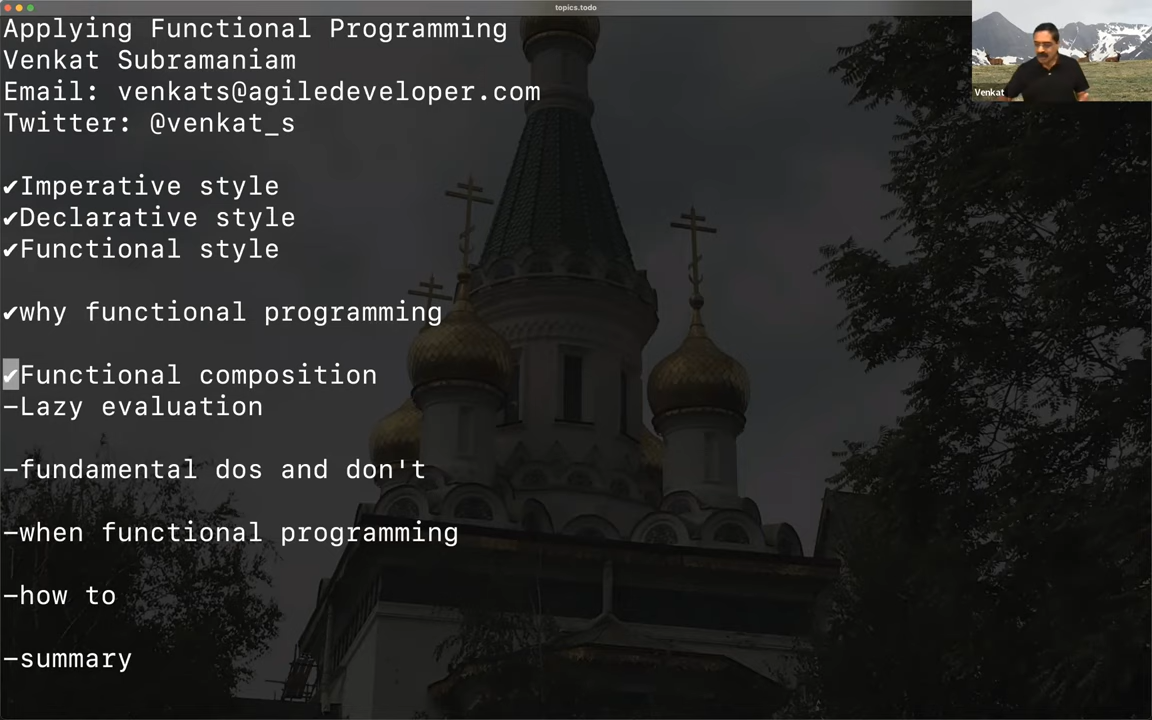 topics.todo
Applying Functional Programming
Venkat Subramaniam
Email: venkats@agiledeveloper.com
Twitter: @venkat_s
✔Imperative style
✔Declarative style
✔Functional style
✔why functional programming
✔Functional composition
-Lazy evaluation
-fundamental dos and don't
-when functional programming
-how to
-summary
Venkat